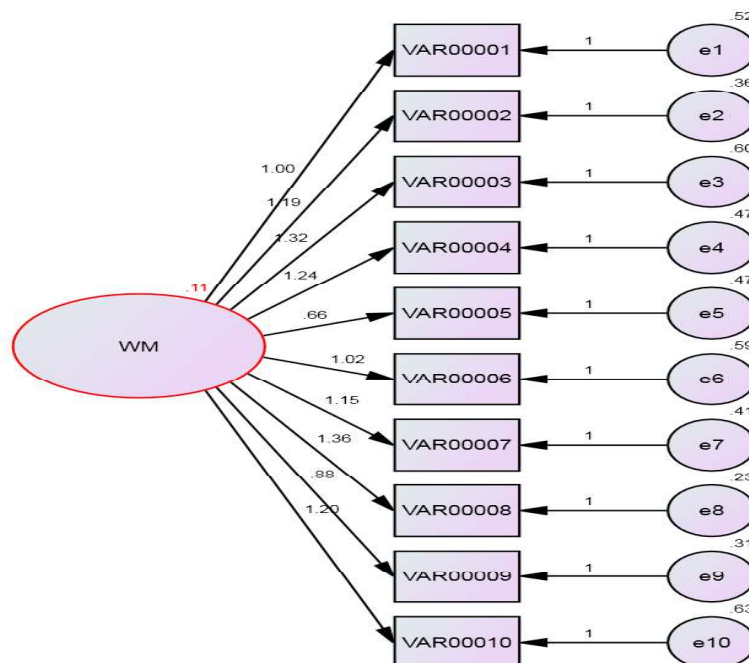 .52
VAR00001 1 e1
.36
VAR00002 1 e2
1.00
.60
1.19
VAR00003 1 e3
1.32
.47
1.24
VAR00004 1 e4
.11
.47
.66
VAR00005 1 e5
WM
.59
1.02
VAR00006 1 e6
1.15
.41
VAR00007 1 e7
1.36
.23
.88
VAR00008 1 e8
1.20
.31
VAR00009 1 e9
.63
VAR00010 1 e10